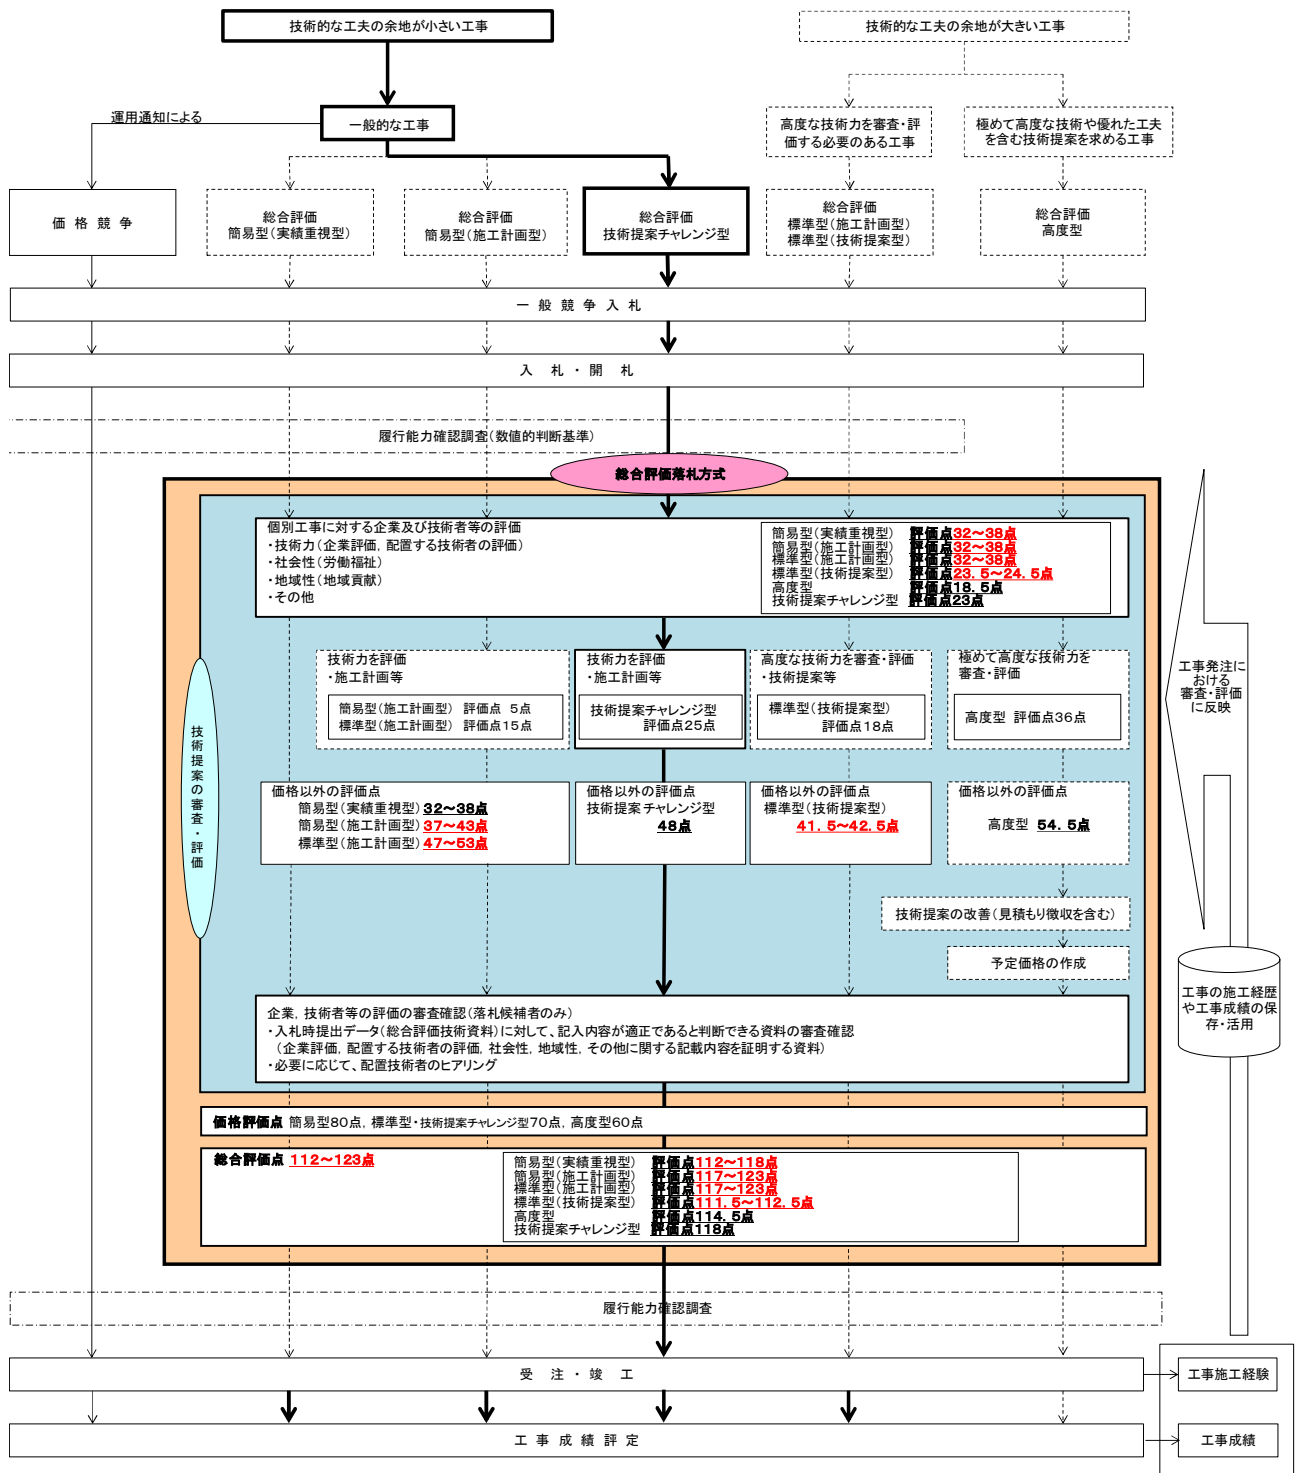 技術的な工夫の余地が小さい工事
技術的な工夫の余地が大きい工事
運用通知による
一般的な工事
高度な技術力を審査・評
価する必要のある工事
極めて高度な技術や優れた工夫
を含む技術提案を求める工事
価 格 競 争
総合評価
簡易型（実績重視型）
総合評価
簡易型（施工計画型）
総合評価
技術提案チャレンジ型
総合評価
標準型（施工計画型）
標準型（技術提案型）
総合評価
高度型
一 般 競 争 入 札
入 札 ・ 開 札
履行能力確認調査（数値的判断基準）
総合評価落札方式
個別工事に対する企業及び技術者等の評価
・技術力（企業評価，配置する技術者の評価）
・社会性（労働福祉）
・地域性（地域貢献）
・その他
簡易型（実績重視型） 評価点32～38点
簡易型（施工計画型） 評価点32～38点
標準型（施工計画型） 評価点32～38点
標準型（技術提案型） 評価点23．5～24．5点
高度型 評価点18．5点
技術提案チャレンジ型 評価点23点
技術力を評価
・施工計画等
簡易型（施工計画型） 評価点 5点
標準型（施工計画型） 評価点15点
技術力を評価
・施工計画等
技術提案チャレンジ型
評価点25点
高度な技術力を審査・評価
・技術提案等
標準型（技術提案型）
評価点18点
極めて高度な技術力を
審査・評価
高度型 評価点36点
工事発注に
おける
審査・評価
に反映
技術提案の審査・評価
価格以外の評価点
簡易型（実績重視型） 32～38点
簡易型（施工計画型） 37～43点
標準型（施工計画型） 47～53点
価格以外の評価点
技術提案チャレンジ型
48点
価格以外の評価点
標準型（技術提案型）
41．5～42．5点
価格以外の評価点
高度型 54．5点
技術提案の改善（見積もり徴収を含む）
予定価格の作成
工事の施工経歴
や工事成績の保
存・活用
企業，技術者等の評価の審査確認（落札候補者のみ）
・入札時提出データ（総合評価技術資料）に対して、記入内容が適正であると判断できる資料の審査確認
（企業評価，配置する技術者の評価，社会性，地域性，その他に関する記載内容を証明する資料）
・必要に応じて、配置技術者のヒアリング
価格評価点 簡易型80点，標準型・技術提案チャレンジ型70点，高度型60点
総合評価点 112～123点
簡易型（実績重視型） 評価点112～118点
簡易型（施工計画型） 評価点117～123点
標準型（施工計画型） 評価点117～123点
標準型（技術提案型） 評価点111．5～112．5点
高度型 評価点114．5点
技術提案チャレンジ型 評価点118点
履行能力確認調査
受 注 ・ 竣 工
工事施工経験
工 事 成 績 評 定
工事成績